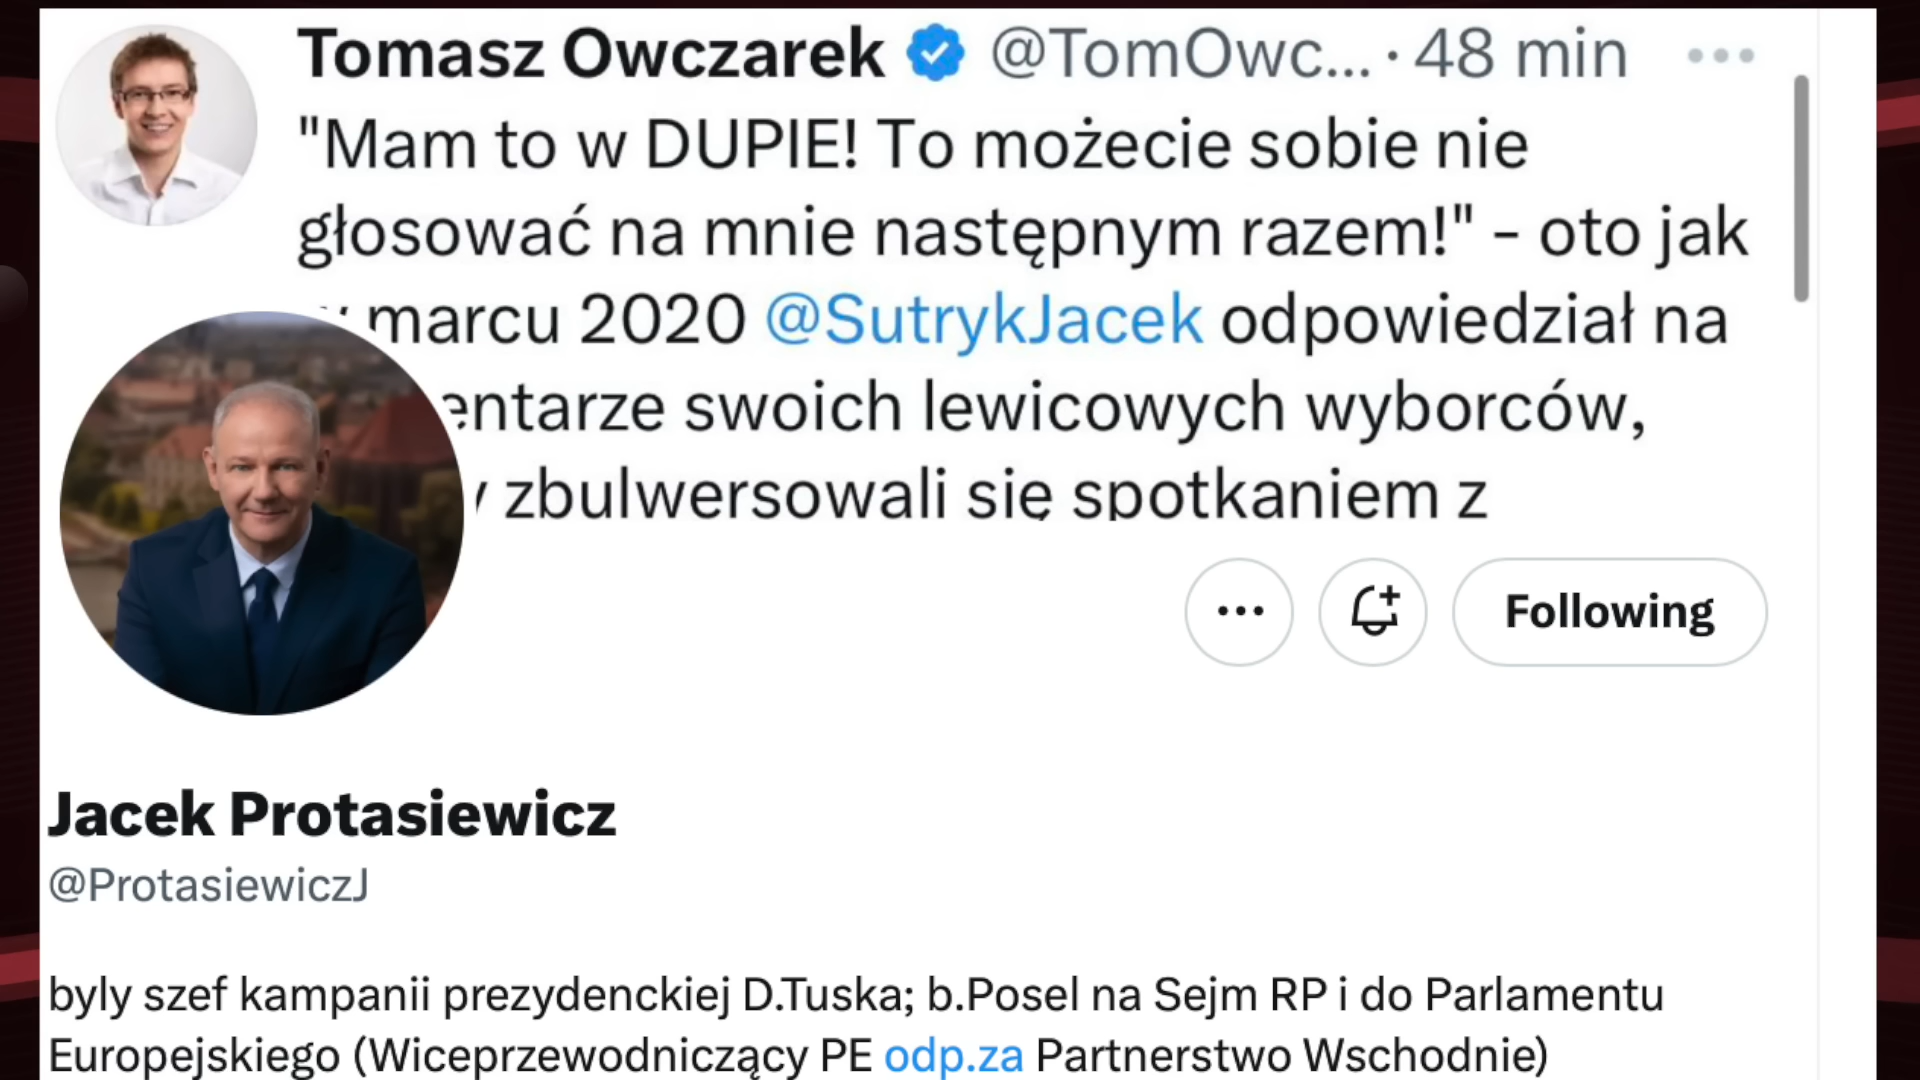 Tomasz Owczarek @TomOwc... · 48 min
"Mam to w DUPIE! To możecie sobie nie
głosować na mnie następnym razem!" - oto jak
marcu 2020 @SutrykJacek odpowiedział na
entarze swoich lewicowych wyborców,
y zbulwersowali się spotkaniem z
Following
Jacek Protasiewicz
@ProtasiewiczJ
byly szef kampanii prezydenckiej D.Tuska; b.Posel na Sejm RP i do Parlamentu
Europejskiego (Wiceprzewodniczący PE odp.za Partnerstwo Wschodnie)